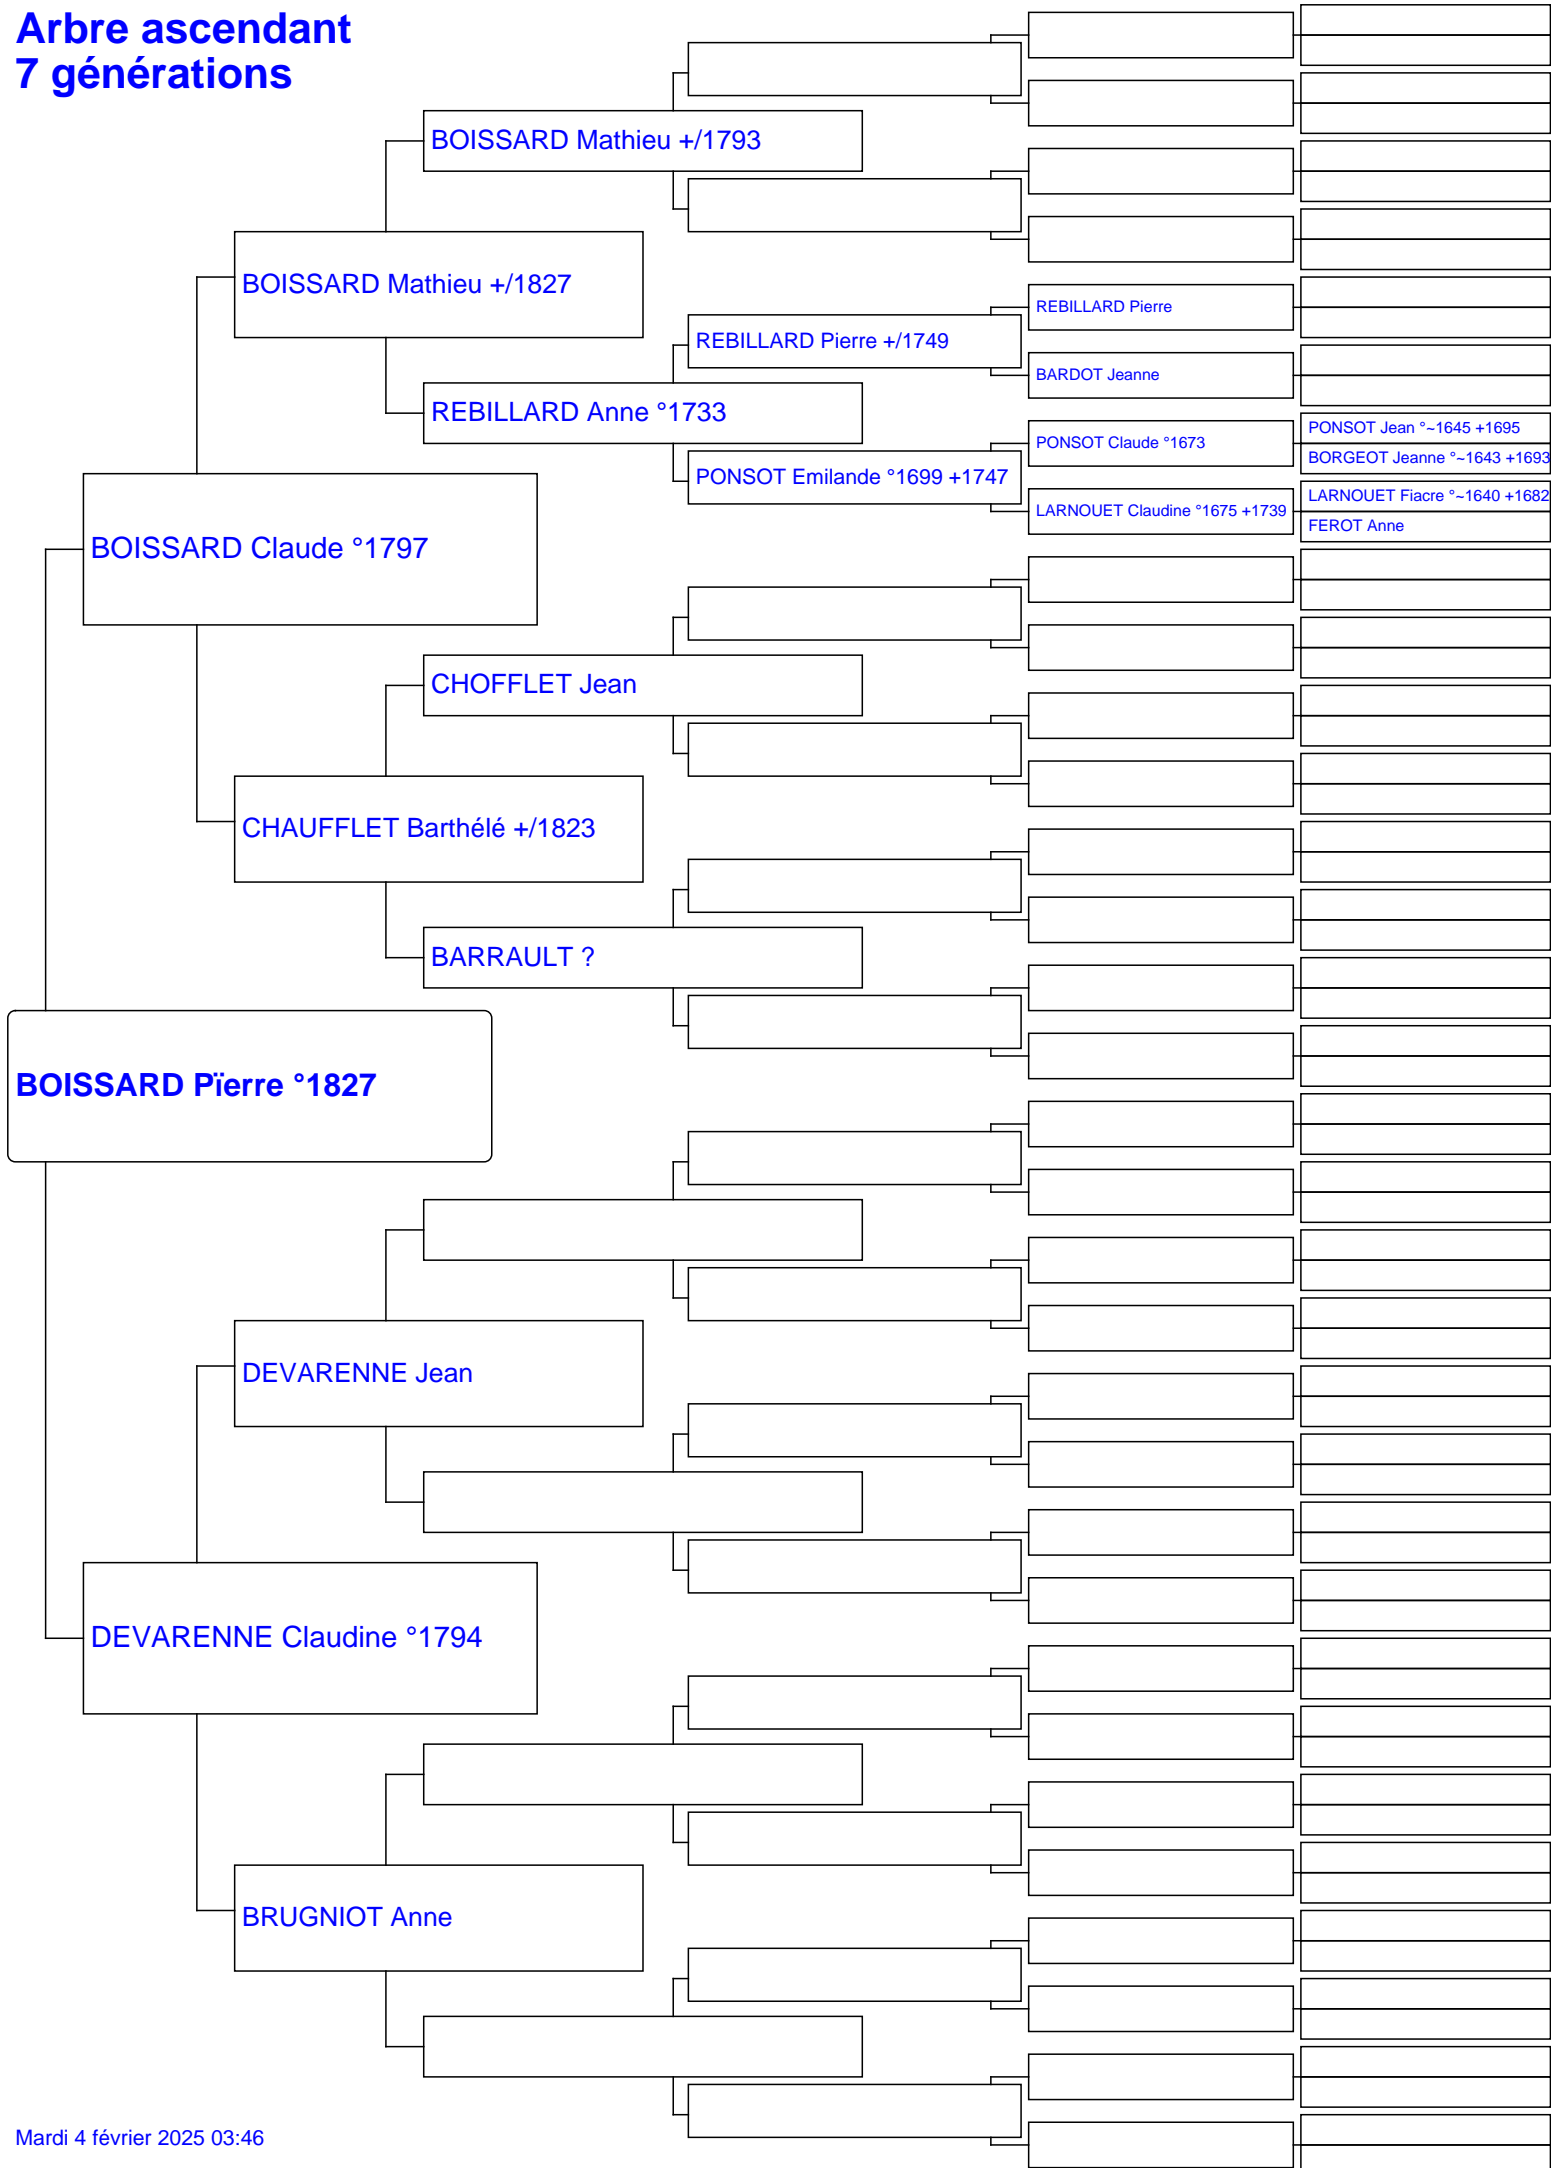 Arbre ascendant
7 générations
BOISSARD Mathieu +/1793
BOISSARD Mathieu +/1827
REBILLARD Pierre
REBILLARD Pierre +/1749
BARDOT Jeanne
REBILLARD Anne °1733
PONSOT Jean °~1645 +1695
PONSOT Claude °1673
BORGEOT Jeanne °~1643 +1693
PONSOT Emilande °1699 +1747
LARNOUET Fiacre °~1640 +1682
LARNOUET Claudine °1675 +1739
FEROT Anne
BOISSARD Claude °1797
CHOFFLET Jean
CHAUFFLET Barthélé +/1823
BARRAULT ?
BOISSARD Pïerre °1827
DEVARENNE Jean
DEVARENNE Claudine °1794
BRUGNIOT Anne
Mardi 4 février 2025 03:46